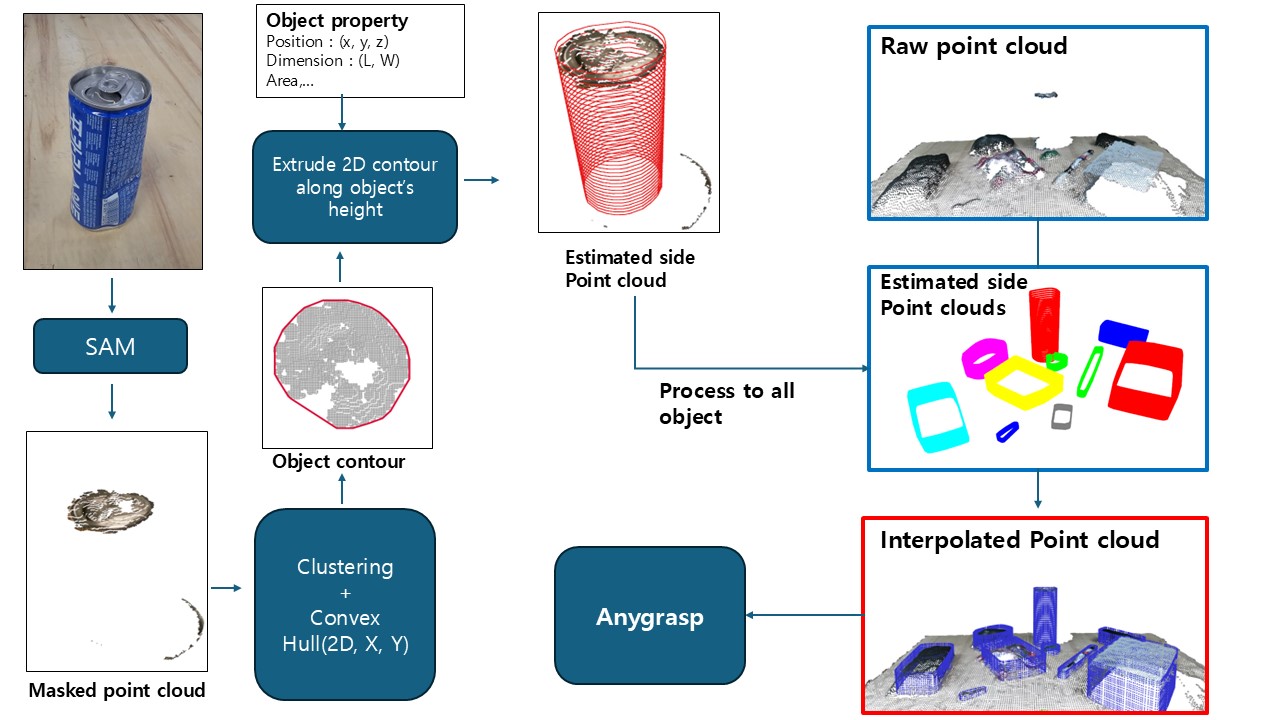 Object property
Position : (x, y, z)
Dimension : (L, W)
Area,...
SAM
Masked point cloud
Clustering
+
Convex
Hull(2D, X, Y)
Object contour
Extrude 2D contour
along object's
height
Estimated side
Point cloud
Process to all
object
Raw point cloud
Estimated side
Point clouds
Interpolated Point cloud
Anygrasp